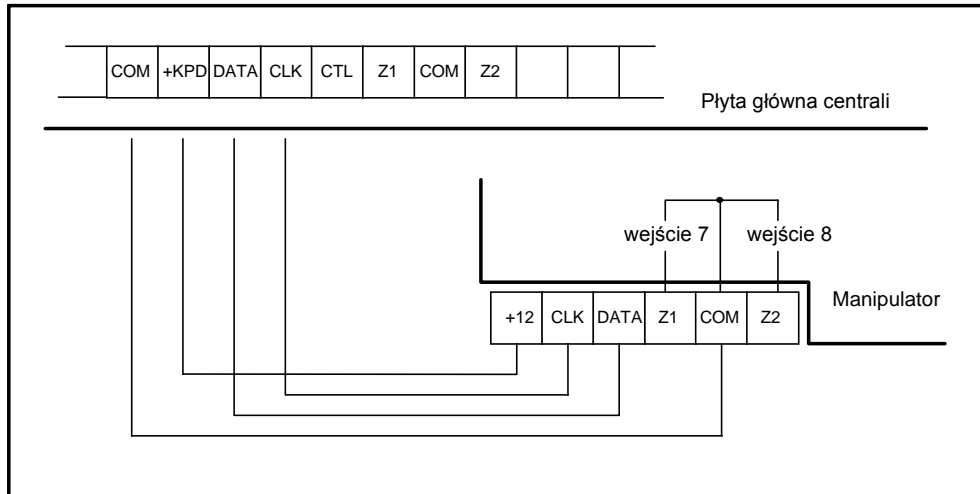 COM +KPD DATA CLK CTL Z1 COM Z2
Płyta główna centrali
wejście 7 wejście 8
Manipulator
+12 CLK DATA Z1 COM Z2